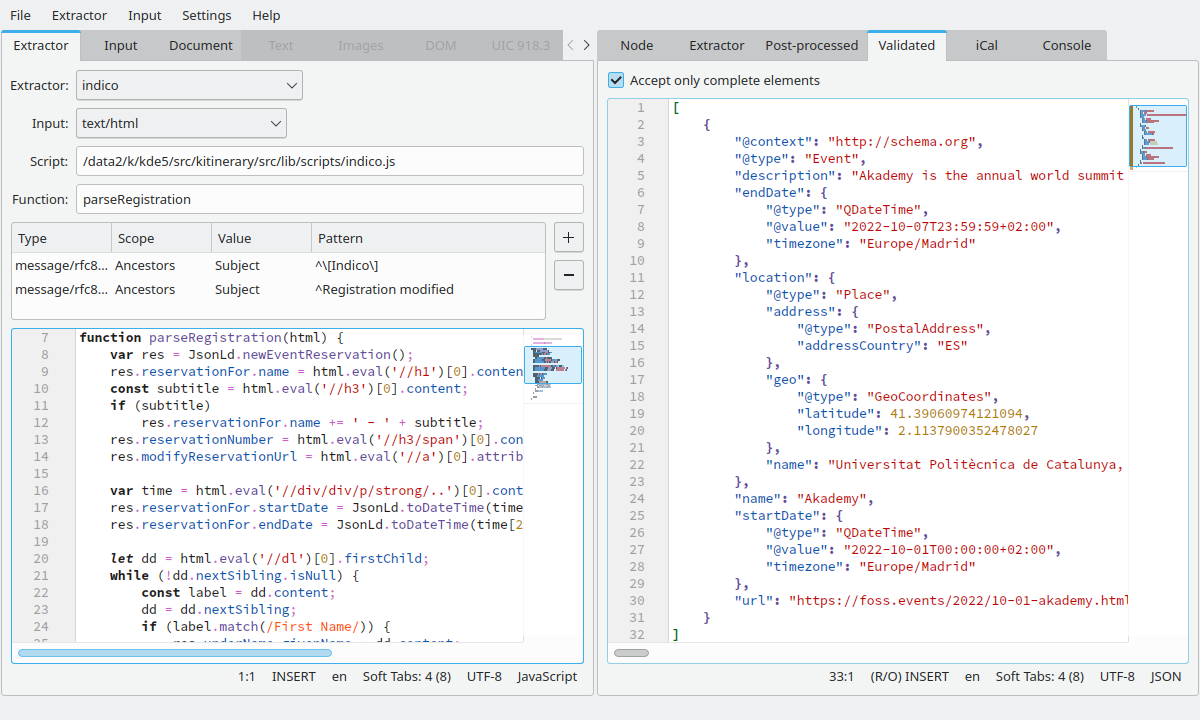 File Extractor Input Settings Help
Extractor Input Document Text Images DOM UIC 918.3
Extractor: indico
Input: text/html
Script: /data2/k/kde5/src/kitinerary/src/lib/scripts/indico.js
Function: parseRegistration
Type Scope Value Pattern
message/rfc8... Ancestors Subject ^\[Indico\]
message/rfc8... Ancestors Subject ^Registration modified
+
−
7 function parseRegistration(html) {
8 var res = JsonLd.newEventReservation();
9 res.reservationFor.name = html.eval('//h1')[0].conten
10 const subtitle = html.eval('//h3')[0].content;
11 if (subtitle)
12 res.reservationFor.name += ' - ' + subtitle;
13 res.reservationNumber = html.eval('//h3/span')[0].con
14 res.modifyReservationUrl = html.eval('//a')[0].attrib
15
16 var time = html.eval('//div/div/p/strong/..')[0].cont
17 res.reservationFor.startDate = JsonLd.toDateTime(time
18 res.reservationFor.endDate = JsonLd.toDateTime(time[2
19
20 let dd = html.eval('//dl')[0].firstChild;
21 while (!dd.nextSibling.isNull) {
22 const label = dd.content;
23 dd = dd.nextSibling;
24 if (label.match(/First Name/)) {
1:1 INSERT en Soft Tabs: 4 (8) UTF-8 JavaScript
Node Extractor Post-processed Validated iCal Console
Accept only complete elements
1 [
2 {
3 "@context": "http://schema.org",
4 "@type": "Event",
5 "description": "Akademy is the annual world summit
6 "endDate": {
7 "@type": "QDateTime",
8 "@value": "2022-10-07T23:59:59+02:00",
9 "timezone": "Europe/Madrid"
10 },
11 "location": {
12 "@type": "Place",
13 "address": {
14 "@type": "PostalAddress",
15 "addressCountry": "ES"
16 },
17 "geo": {
18 "@type": "GeoCoordinates",
19 "latitude": 41.39060974121094,
20 "longitude": 2.1137900352478027
21 },
22 "name": "Universitat Politècnica de Catalunya,
23 },
24 "name": "Akademy",
25 "startDate": {
26 "@type": "QDateTime",
27 "@value": "2022-10-01T00:00:00+02:00",
28 "timezone": "Europe/Madrid"
29 },
30 "url": "https://foss.events/2022/10-01-akademy.html
31 }
32 ]
33:1 (R/O) INSERT en Soft Tabs: 4 (8) UTF-8 JSON